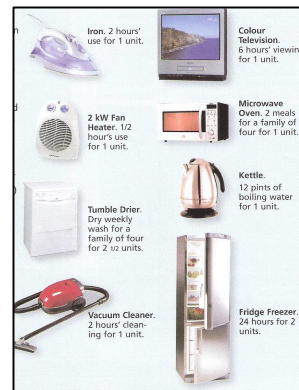 Iron. 2 hours'
use for 1 unit.
Colour
Television.
6 hours' viewing
for 1 unit.
2 kW Fan
Heater. 1/2
hour's use
for 1 unit.
Microwave
Oven. 2 meals
for a family of
four for 1 unit.
Tumble Drier.
Dry weekly
wash for a
family of four
for 2 1/2 units.
Kettle.
12 pints of
boiling water
for 1 unit.
Vacuum Cleaner.
2 hours' clean-
ing for 1 unit.
Fridge Freezer.
24 hours for 2
units.